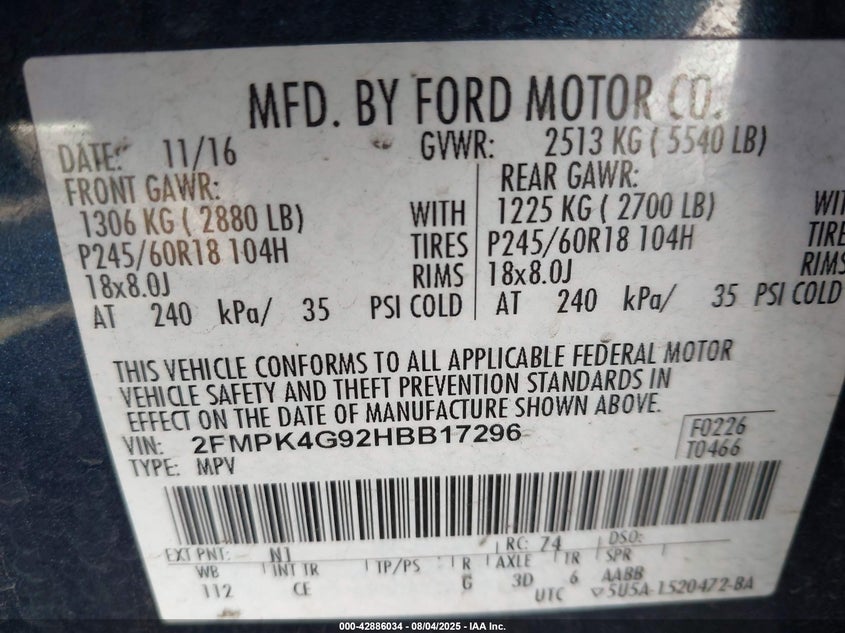 MFD. BY FORD MOTOR CO.
DATE: 11/16 GVWR: 2513 KG ( 5540 LB)
FRONT GAWR: REAR GAWR:
1306 KG ( 2880 LB) WITH 1225 KG ( 2700 LB) WIT
P245/60R18 104H TIRES P245/60R18 104H TIRE
18x8.0J RIMS 18x8.0J RIMS
AT 240 kPa/ 35 PSI COLD AT 240 kPa/ 35 PSI COLD
THIS VEHICLE CONFORMS TO ALL APPLICABLE FEDERAL MOTOR
VEHICLE SAFETY AND THEFT PREVENTION STANDARDS IN
EFFECT ON THE DATE OF MANUFACTURE SHOWN ABOVE.
VIN: 2FMPK4G92HBB17296 F0226
TYPE: MPV T0466
EXT PNT: N1 RC: 74 DSO:
WB INT TR TP/PS R AXLE TR SPR
112 CE G 3D 6 AABB
UTC 5U5A-1520472-BA
000-42886034 - 08/04/2025 - IAA Inc.